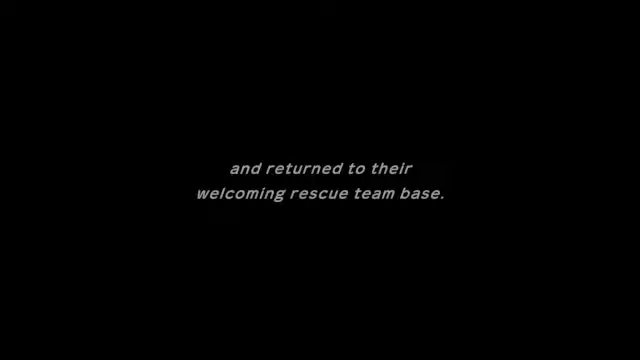 and returned to their
welcoming rescue team base.